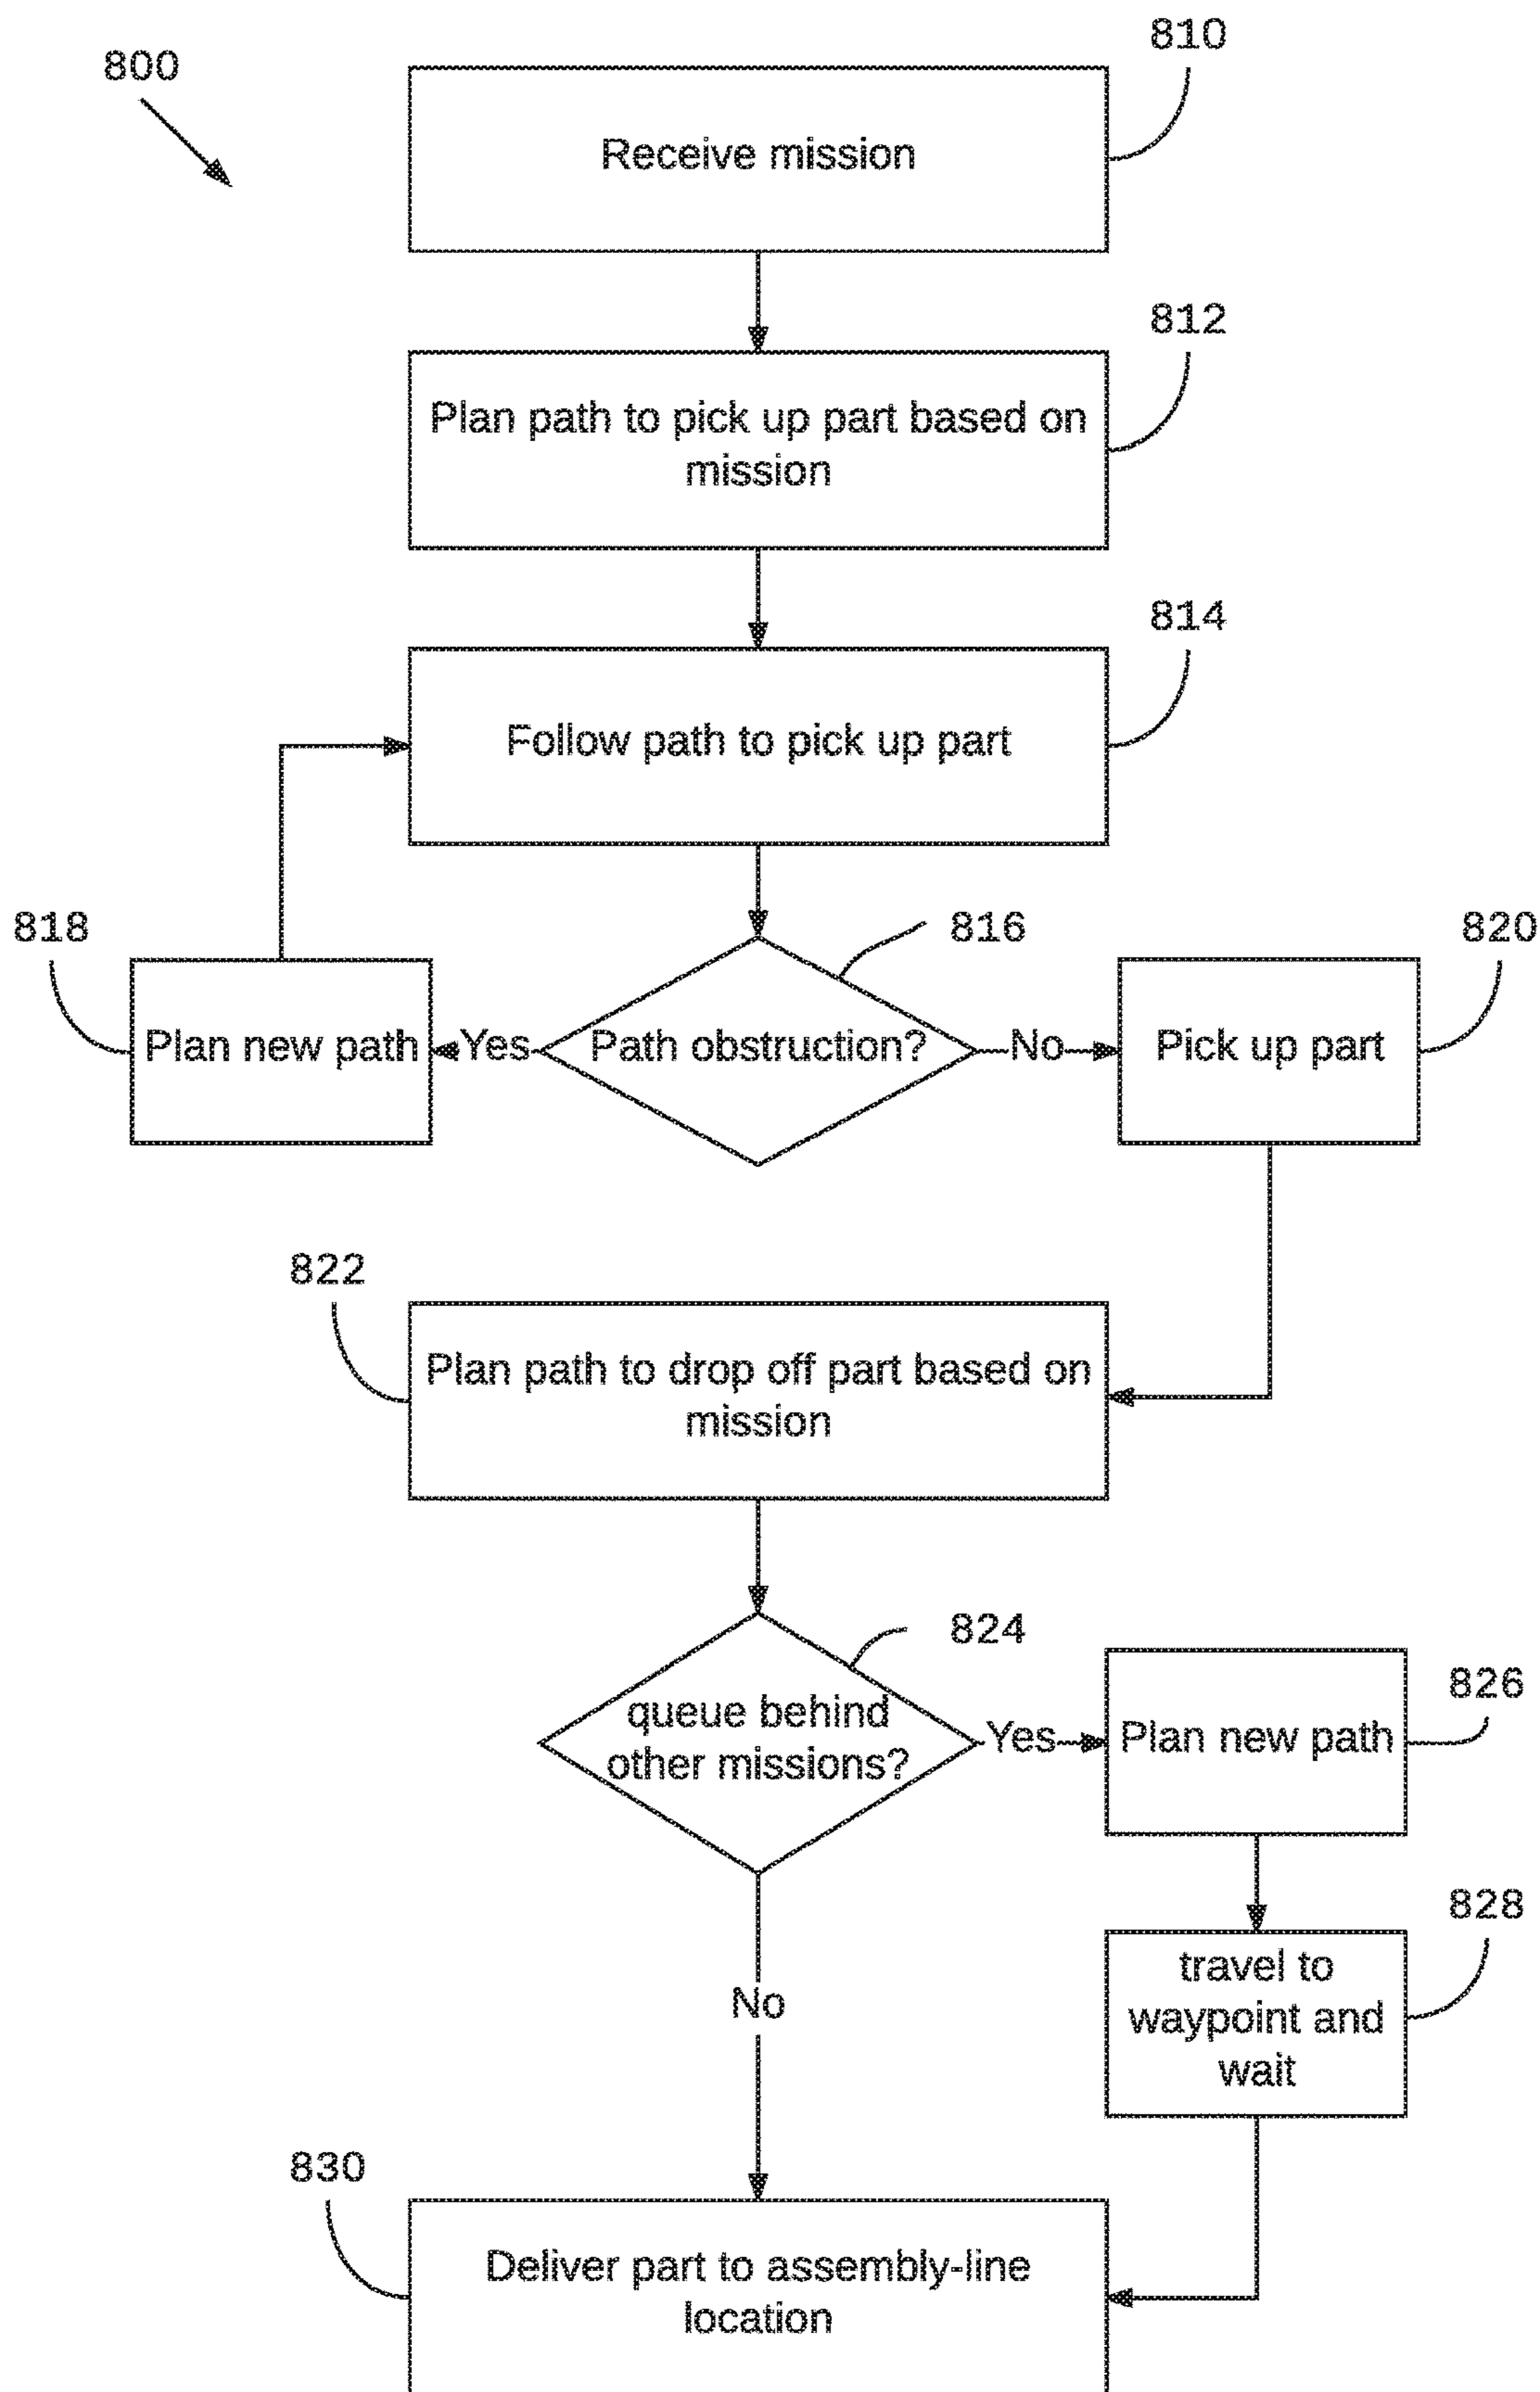 800
810
Receive mission
812
Plan path to pick up part based on
mission
814
Follow path to pick up part
818
816
820
Plan new path
Yes
Path obstruction?
No
Pick up part
822
Plan path to drop off part based on
mission
824
queue behind
other missions?
Yes
Plan new path
826
828
travel to
waypoint and
wait
No
830
Deliver part to assembly-line
location